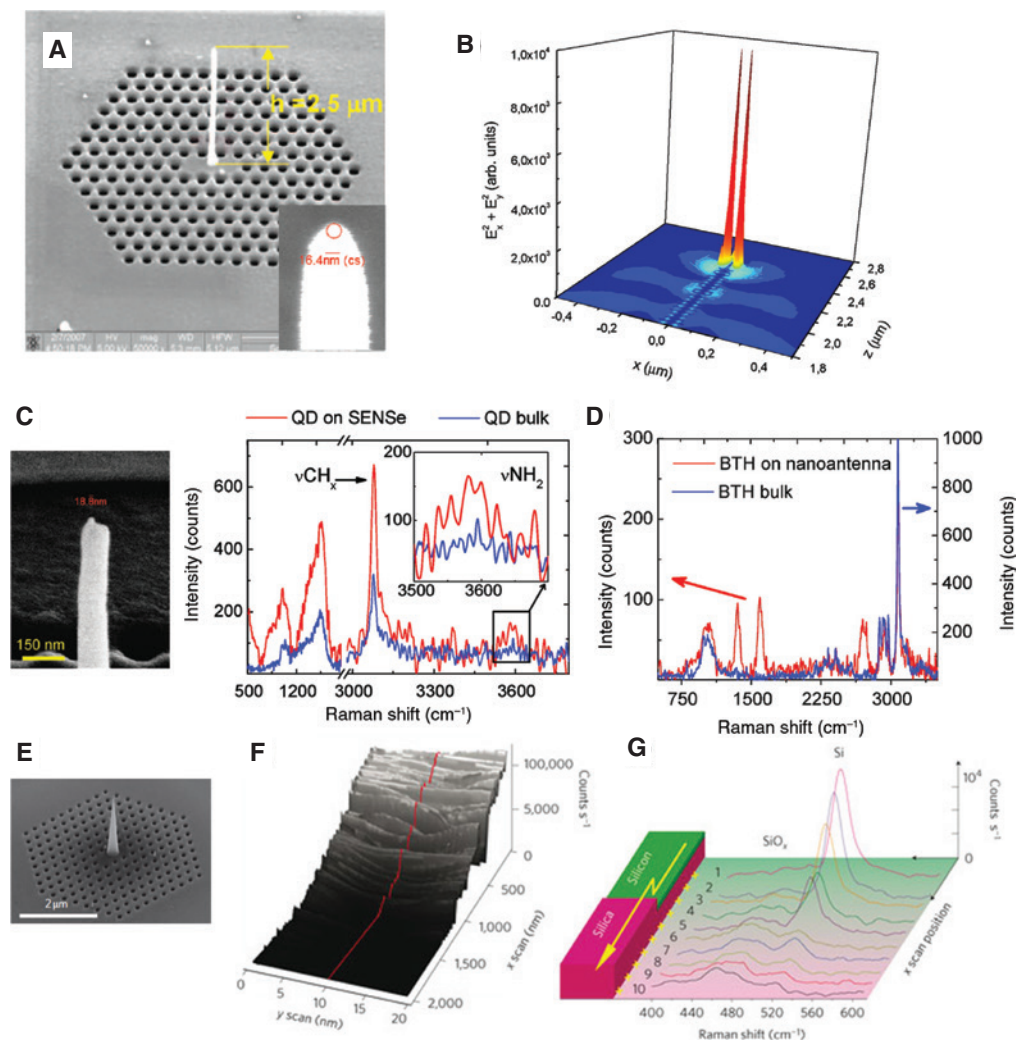 A
h = 2.5 μm
16.4nm (cs)
2/7/2007
HV
mag
WD
HFW
B
E²x + E²y (arb. units)
1,0x10⁴
8,0x10³
6,0x10³
4,0x10³
2,0x10³
0,0
-0,4
-0,2
0,0
0,2
0,4
x (μm)
1,8
2,0
2,2
2,4
2,6
2,8
z (μm)
C
18.8nm
150 nm
QD on SENSe
QD bulk
Intensity (counts)
600
400
200
νCHx
200
100
νNH₂
3500
3600
500
1200
3000
3300
3600
Raman shift (cm⁻¹)
D
Intensity (counts)
300
200
100
BTH on nanoantenna
BTH bulk
1000
800
600
400
200
Intensity (counts)
750
1500
2250
3000
Raman shift (cm⁻¹)
E
2 μm
F
100,000
5,000
0
Counts s⁻¹
500
1,000
1,500
2,000
x scan (nm)
0
5
10
15
20
y scan (nm)
G
Si
10⁴
0
Counts s⁻¹
SiOx
Silicon
Silica
1
2
3
4
5
6
7
8
9
10
x scan position
400
440
480
520
560
600
Raman shift (cm⁻¹)